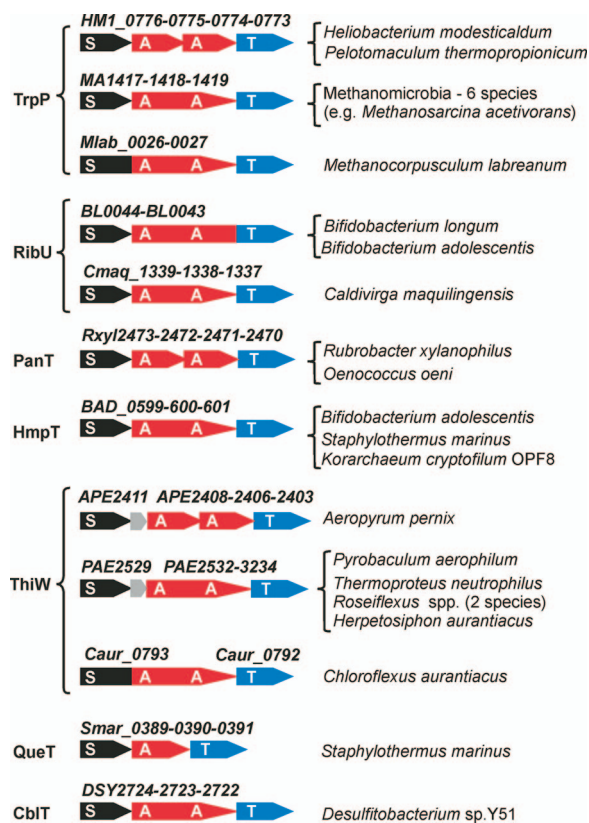 HM1_0776-0775-0774-0773
S A A T
Heliobacterium modesticaldum
Pelotomaculum thermopropionicum
TrpP
MA1417-1418-1419
S A A T
Methanomicrobia - 6 species
(e.g. Methanosarcina acetivorans)
Mlab_0026-0027
S A A T
Methanocorpusculum labreanum
RibU
BL0044-BL0043
S A A T
Bifidobacterium longum
Bifidobacterium adolescentis
Cmaq_1339-1338-1337
S A A T
Caldivirga maquilingensis
PanT
Rxyl2473-2472-2471-2470
S A A T
Rubrobacter xylanophilus
Oenococcus oeni
HmpT
BAD_0599-600-601
S A A T
Bifidobacterium adolescentis
Staphylothermus marinus
Korarchaeum cryptofilum OPF8
ThiW
APE2411 APE2408-2406-2403
S A A T
Aeropyrum pernix
PAE2529 PAE2532-3234
S A A T
Pyrobaculum aerophilum
Thermoproteus neutrophilus
Roseiflexus spp. (2 species)
Herpetosiphon aurantiacus
Caur_0793 Caur_0792
S A A T
Chloroflexus aurantiacus
QueT
Smar_0389-0390-0391
S A T
Staphylothermus marinus
CblT
DSY2724-2723-2722
S A A T
Desulfitobacterium sp.Y51